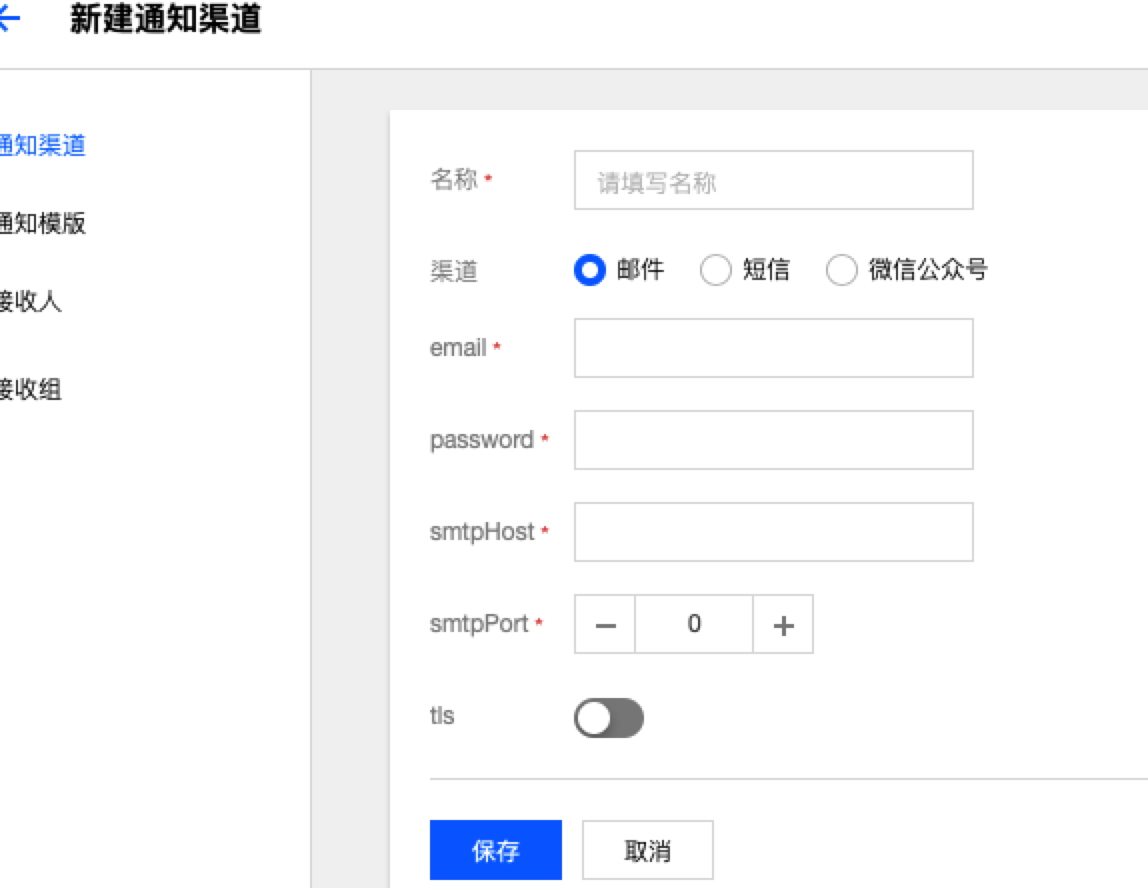 新建通知渠道
通知渠道
通知模版
接收人
接收组
名称 *
请填写名称
渠道
邮件
短信
微信公众号
email *
password *
smtpHost *
smtpPort *
0
tls
保存
取消